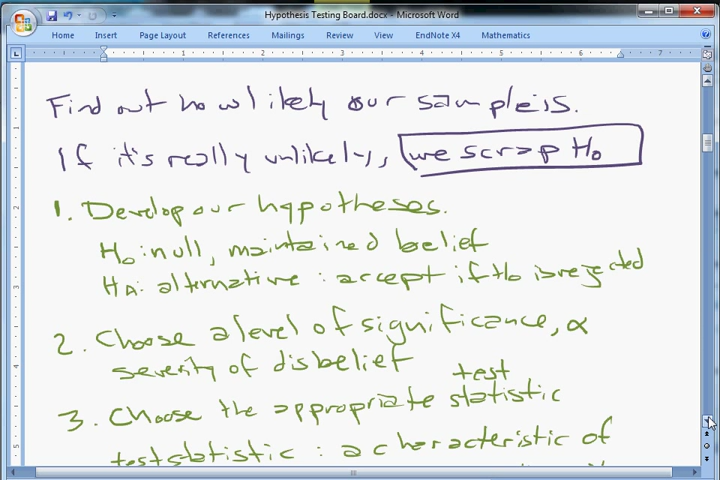 Hypothesis Testing Board.docx - Microsoft Word
Home Insert Page Layout References Mailings Review View EndNote X4 Mathematics
Find out how likely our sample is.
If it's really unlikely, we scrap H0
1. Develop our hypotheses.
H0: null, maintained belief
HA: alternative: accept if H0 is rejected
2. Choose a level of significance, α
severity of disbelief
test
3. Choose the appropriate statistic
test statistic: a characteristic of